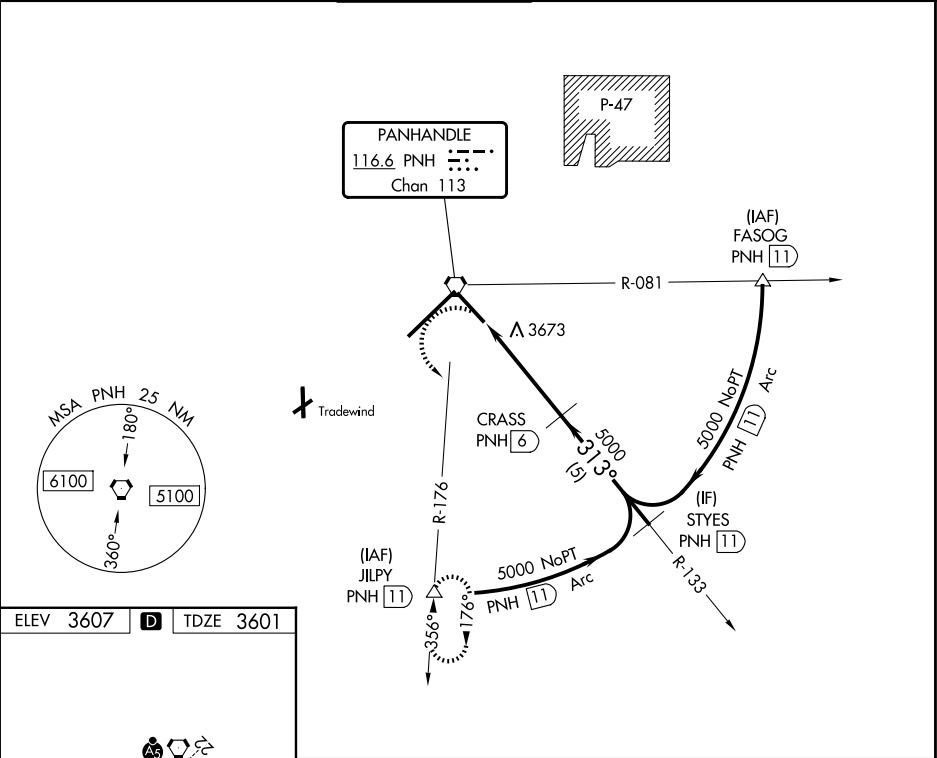 P-47
PANHANDLE
116.6 PNH
Chan 113
(IAF)
FASOG
PNH 11
R-081
3673
5000 NoPT
PNH 11 Arc
MSA PNH 25 NM
180°
6100
5100
360°
Tradewind
CRASS
PNH 6
5000
313°
(5)
(IF)
STYES
PNH 11
R-133
R-176
(IAF)
JILPY
PNH 11
5000 NoPT
PNH 11 Arc
356°
176°
ELEV 3607 D TDZE 3601
A5
22